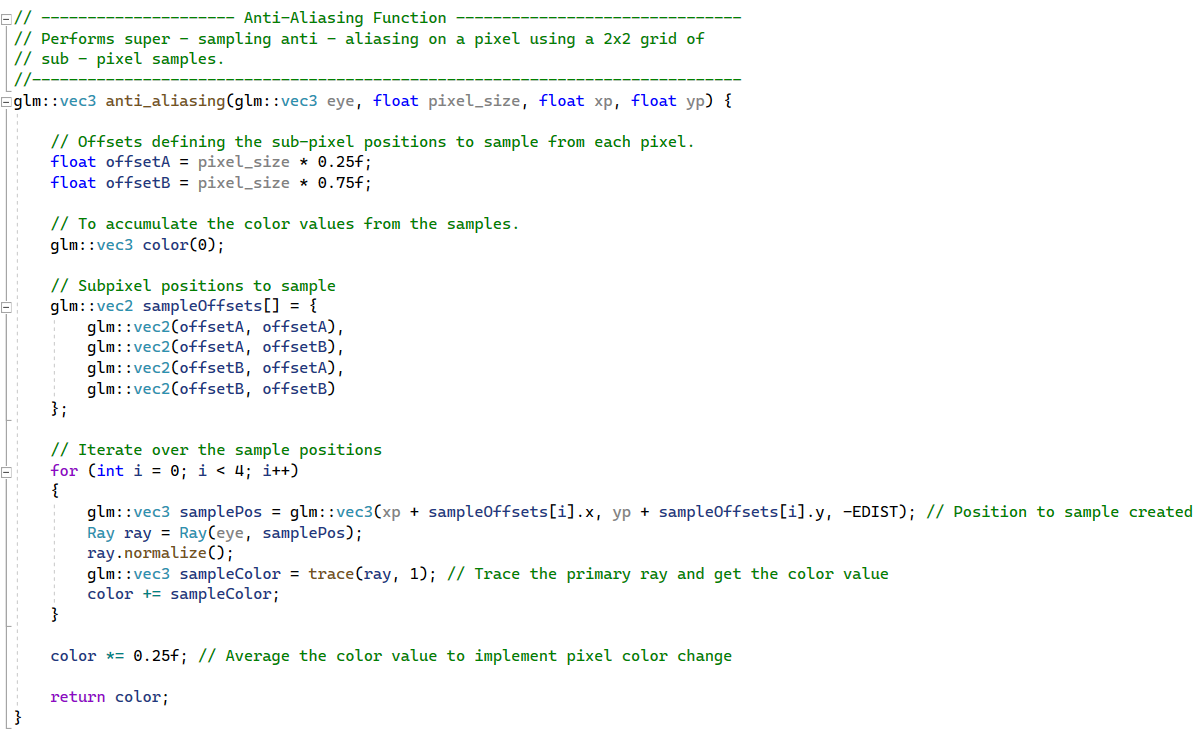 // --------------------- Anti-Aliasing Function -------------------------------
// Performs super - sampling anti - aliasing on a pixel using a 2x2 grid of
// sub - pixel samples.
//-----------------------------------------------------------------------------
glm::vec3 anti_aliasing(glm::vec3 eye, float pixel_size, float xp, float yp) {
// Offsets defining the sub-pixel positions to sample from each pixel.
float offsetA = pixel_size * 0.25f;
float offsetB = pixel_size * 0.75f;
// To accumulate the color values from the samples.
glm::vec3 color(0);
// Subpixel positions to sample
glm::vec2 sampleOffsets[] = {
glm::vec2(offsetA, offsetA),
glm::vec2(offsetA, offsetB),
glm::vec2(offsetB, offsetA),
glm::vec2(offsetB, offsetB)
};
// Iterate over the sample positions
for (int i = 0; i < 4; i++)
{
glm::vec3 samplePos = glm::vec3(xp + sampleOffsets[i].x, yp + sampleOffsets[i].y, -EDIST); // Position to sample created
Ray ray = Ray(eye, samplePos);
ray.normalize();
glm::vec3 sampleColor = trace(ray, 1); // Trace the primary ray and get the color value
color += sampleColor;
}
color *= 0.25f; // Average the color value to implement pixel color change
return color;
}